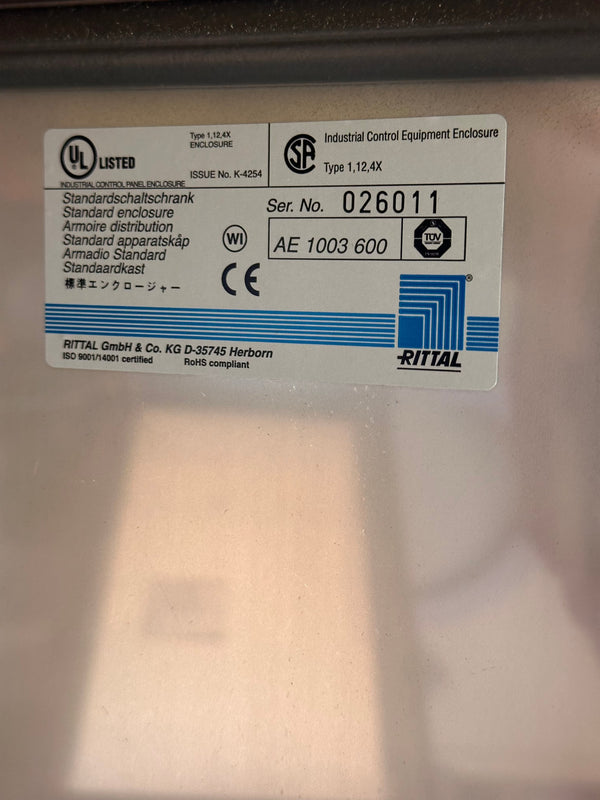 UL LISTED
Type 1,12,4X
ENCLOSURE
ISSUE No. K-4254
INDUSTRIAL CONTROL PANEL ENCLOSURE
SA
Industrial Control Equipment Enclosure
Type 1,12,4X
Standardschaltschrank
Standard enclosure
Armoire distribution
Standard apparatskåp
Armadio Standard
Standaardkast
標準エンクロージャー
WI
CE
Ser. No. 026011
AE 1003 600
TÜV
RITTAL
RITTAL GmbH & Co. KG D-35745 Herborn
ISO 9001/14001 certified RoHS compliant